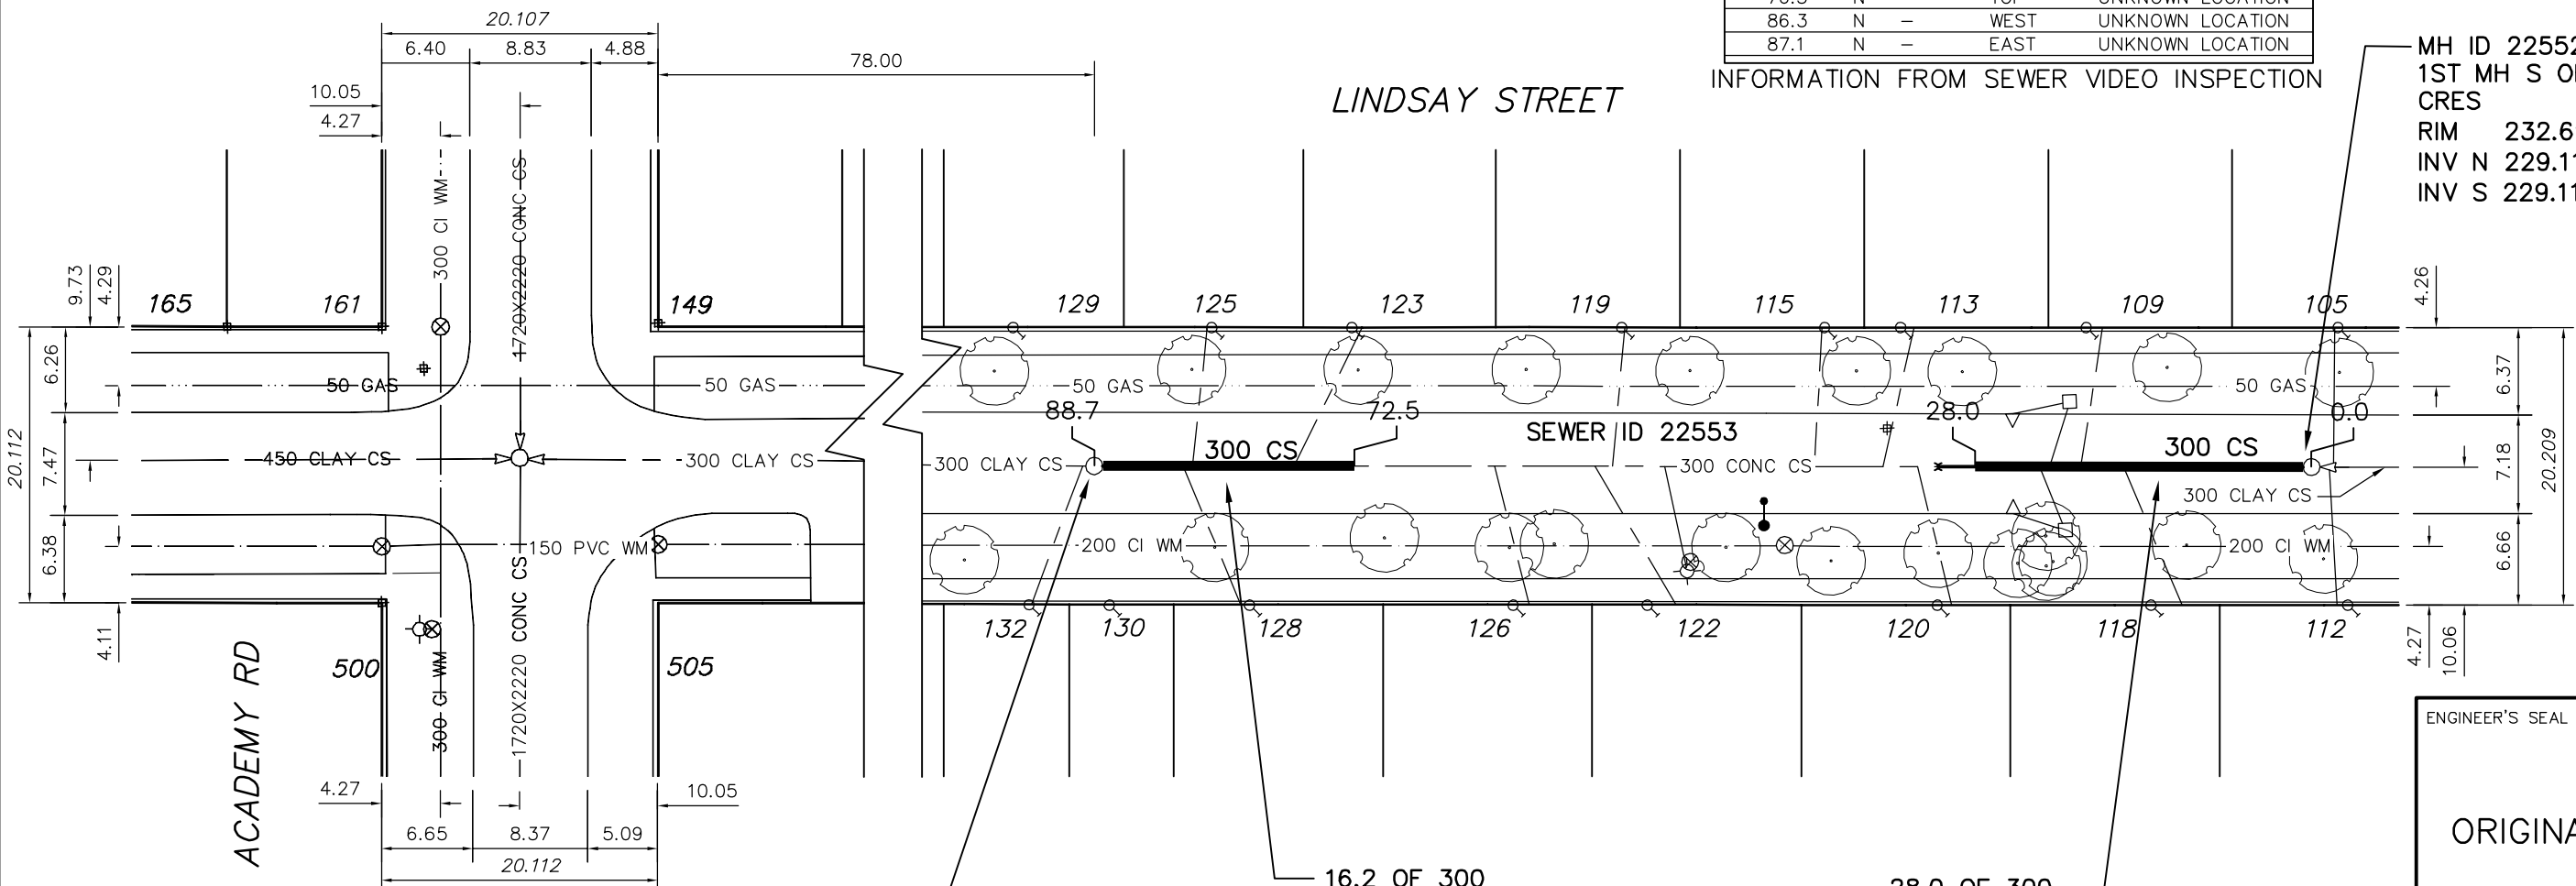 UNKNOWN LOCATION
86.3 N - WEST UNKNOWN LOCATION
87.1 N - EAST UNKNOWN LOCATION
INFORMATION FROM SEWER VIDEO INSPECTION
MH ID 22552
1ST MH S
CRES
RIM 232.6
INV N 229.11
INV S 229.11
LINDSAY STREET
20.107
6.40 8.83 4.88
78.00
10.05
4.27
300 CI WM
1720X2220 CONC CS
9.73
4.29
165 161 149
129 125 123 119 115 113 109 105
4.26
6.26
50 GAS 50 GAS 50 GAS 50 GAS
6.37
88.7 72.5 28.0 0.0
SEWER ID 22553
300 CS 300 CS
20.112
7.47
450 CLAY CS 300 CLAY CS 300 CLAY CS 300 CONC CS
300 CLAY CS
7.18
20.209
6.38
150 PVC WM 200 CI WM 200 CI WM
6.66
4.11
132 130 128 126 122 120 118 112
4.27
10.06
500 505
300 CI WM
1720X2220 CONC CS
ACADEMY RD
4.27 10.05
6.65 8.37 5.09
20.112
16.2 OF 300
28.0 OF 300
ENGINEER'S SEAL